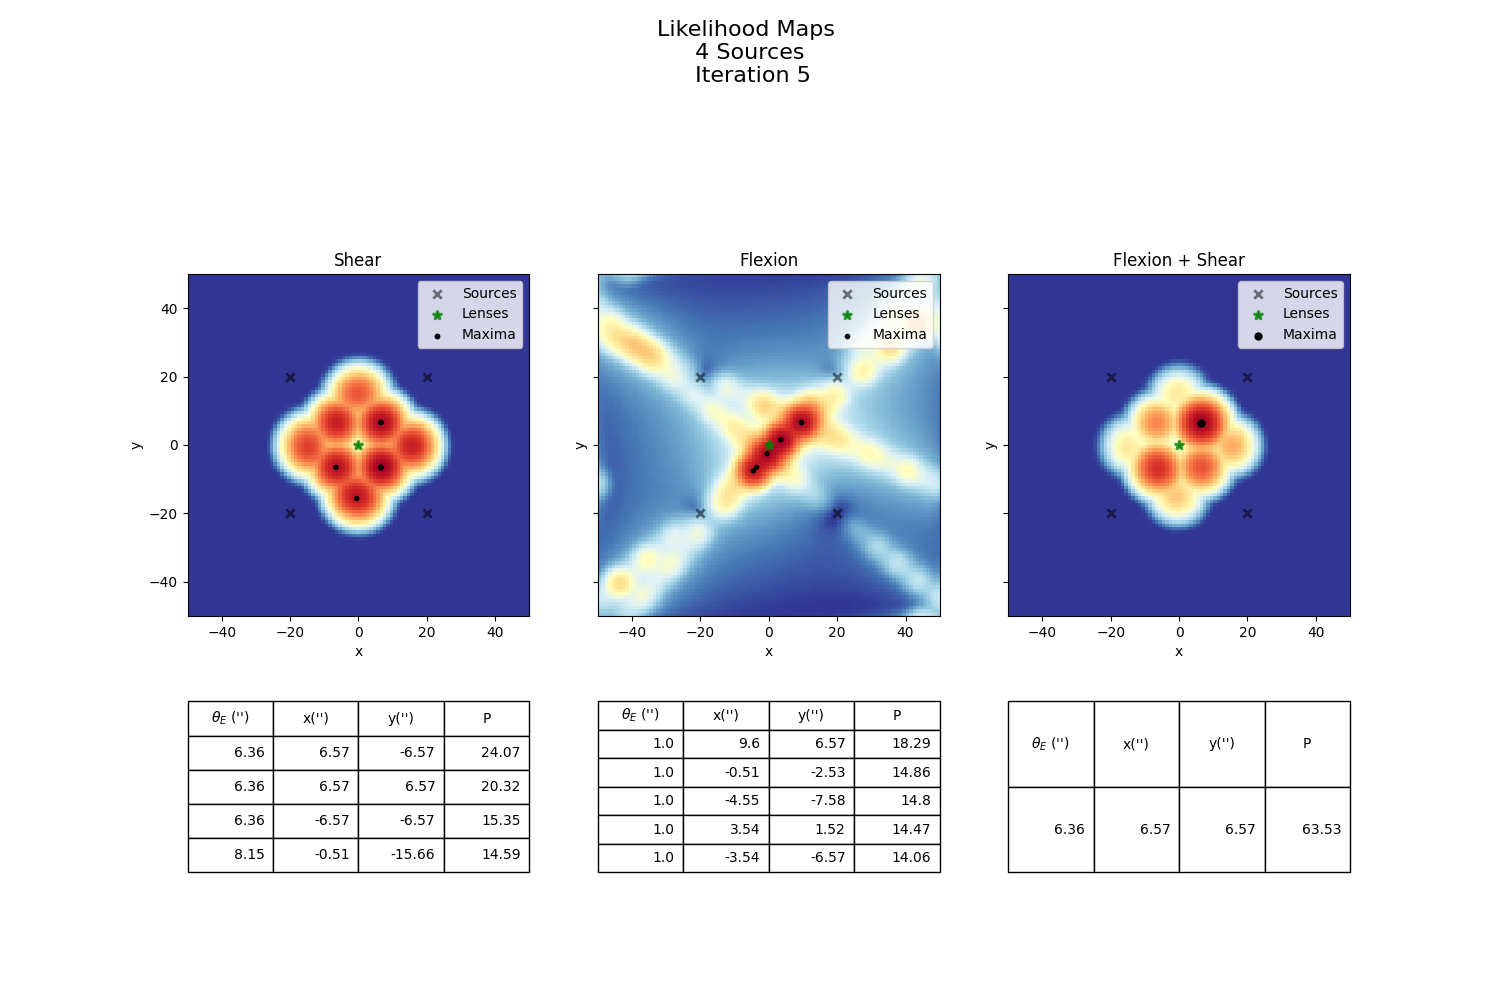 Likelihood Maps
4 Sources
Iteration 5
Shear
Flexion
Flexion + Shear
Sources
Lenses
Maxima
Sources
Lenses
Maxima
Sources
Lenses
Maxima
40
20
0
−20
−40
y
y
y
−40 −20 0 20 40
−40 −20 0 20 40
−40 −20 0 20 40
x
x
x
θ_E ('') x('') y('') P
6.36 6.57 -6.57 24.07
6.36 6.57 6.57 20.32
6.36 -6.57 -6.57 15.35
8.15 -0.51 -15.66 14.59
θ_E ('') x('') y('') P
1.0 9.6 6.57 18.29
1.0 -0.51 -2.53 14.86
1.0 -4.55 -7.58 14.8
1.0 3.54 1.52 14.47
1.0 -3.54 -6.57 14.06
θ_E ('') x('') y('') P
6.36 6.57 6.57 63.53